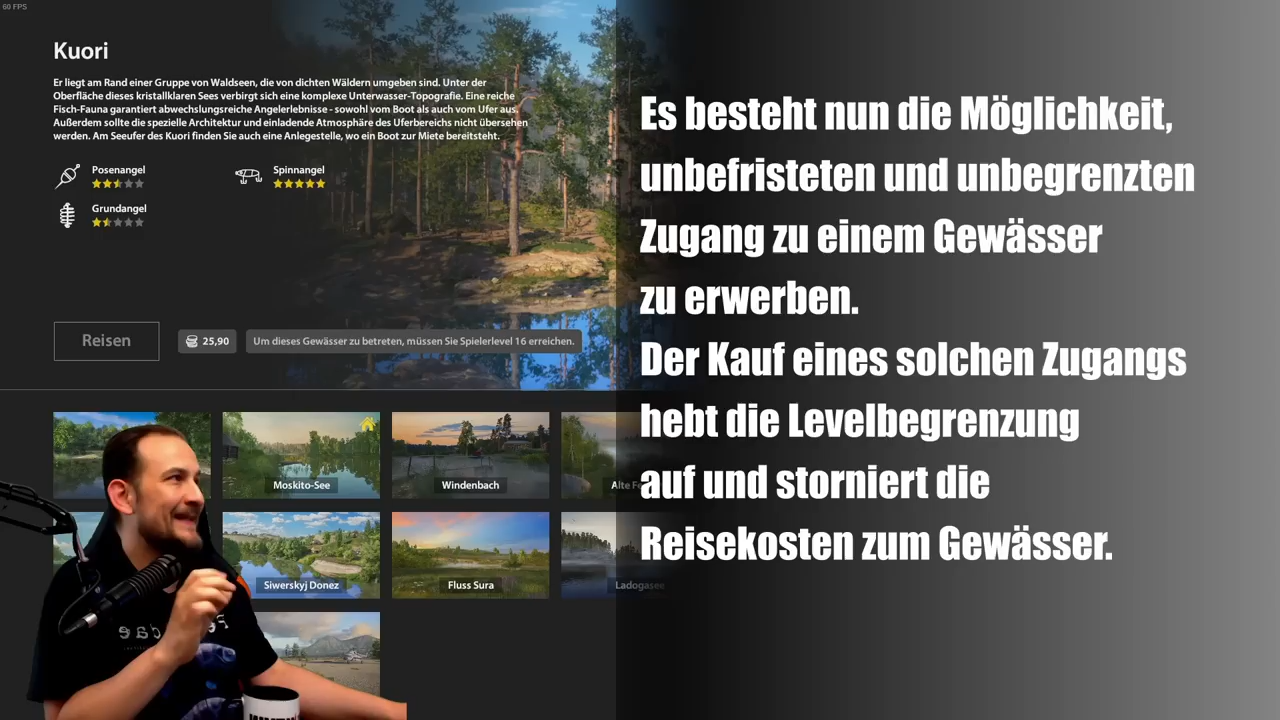 60 FPS
Kuori
Er liegt am Rand einer Gruppe von Waldseen, die von dichten Wäldern umgeben sind. Unter der
Oberfläche dieses kristallklaren Sees verbirgt sich eine komplexe Unterwasser-Topografie. Eine reiche
Fisch-Fauna garantiert abwechslungsreiche Angelerlebnisse - sowohl vom Boot als auch vom Ufer aus.
Außerdem sollte die spezielle Architektur und einladende Atmosphäre des Uferbereichs nicht übersehen
werden. Am Seeufer des Kuori finden Sie auch eine Anlegestelle, wo ein Boot zur Miete bereitsteht.
Posenangel
Spinnangel
Grundangel
Reisen
25,90
Um dieses Gewässer zu betreten, müssen Sie Spielerlevel 16 erreichen.
Moskito-See
Windenbach
Alte
Siwerskyj Donez
Fluss Sura
Ladogasee
Es besteht nun die Möglichkeit,
unbefristeten und unbegrenzten
Zugang zu einem Gewässer
zu erwerben.
Der Kauf eines solchen Zugangs
hebt die Levelbegrenzung
auf und storniert die
Reisekosten zum Gewässer.